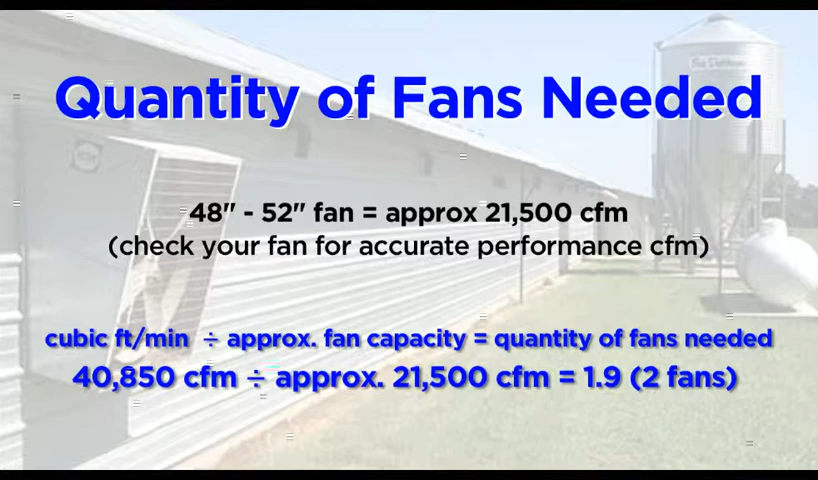 Quantity of Fans Needed
48" - 52" fan = approx 21,500 cfm
(check your fan for accurate performance cfm)
cubic ft/min ÷ approx. fan capacity = quantity of fans needed
40,850 cfm ÷ approx. 21,500 cfm = 1.9 (2 fans)